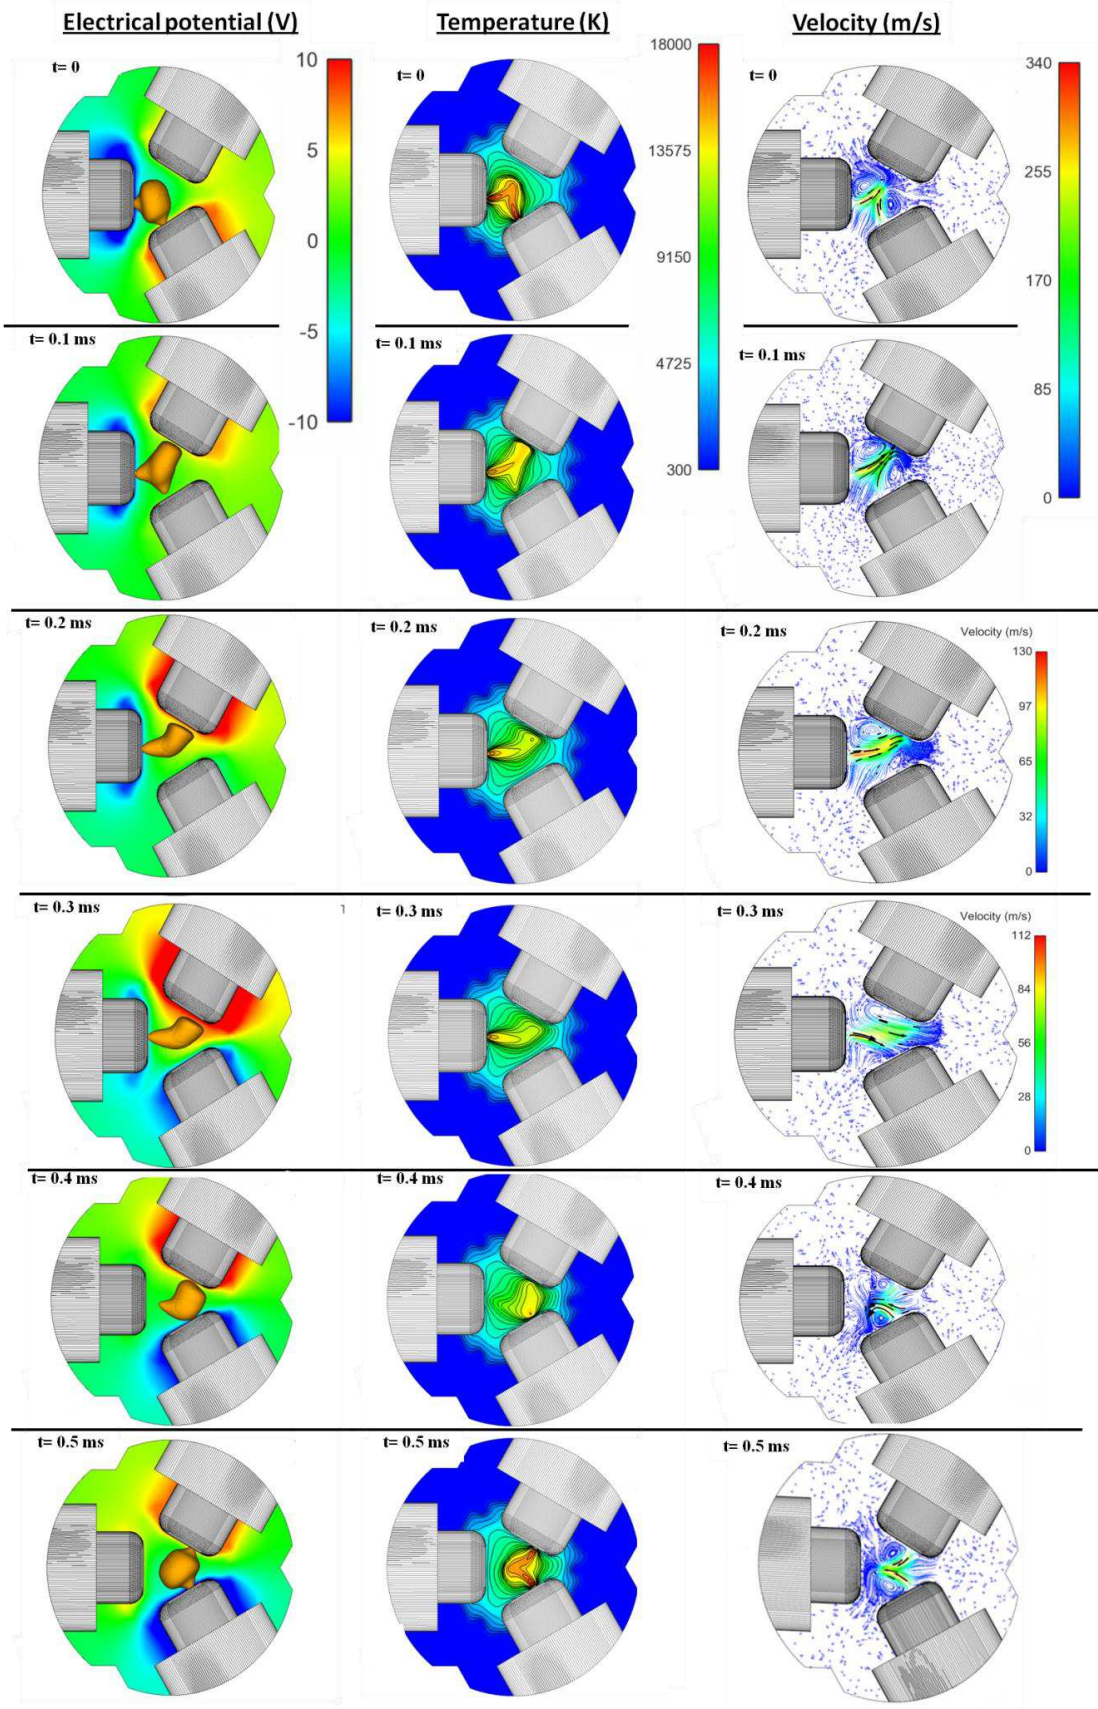 Electrical potential (V)
Temperature (K)
Velocity (m/s)
t= 0
10
5
0
-5
-10
t= 0
18000
13575
9150
4725
300
t= 0
340
255
170
85
0
t= 0.1 ms
t= 0.1 ms
t= 0.1 ms
t= 0.2 ms
t= 0.2 ms
t= 0.2 ms
Velocity (m/s)
130
97
65
32
0
t= 0.3 ms
t= 0.3 ms
t= 0.3 ms
Velocity (m/s)
112
84
56
28
0
t= 0.4 ms
t= 0.4 ms
t= 0.4 ms
t= 0.5 ms
t= 0.5 ms
t= 0.5 ms